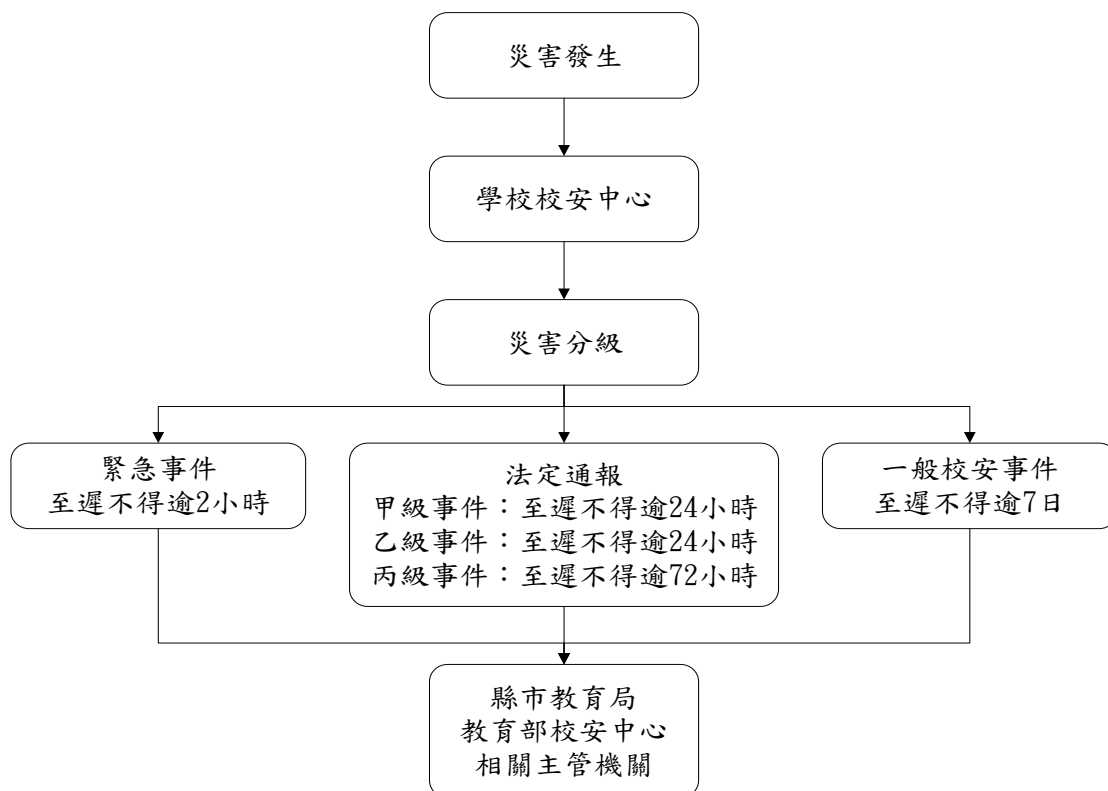 災害發生
學校校安中心
災害分級
緊急事件
至遲不得逾2小時
法定通報
甲級事件：至遲不得逾24小時
乙級事件：至遲不得逾24小時
丙級事件：至遲不得逾72小時
一般校安事件
至遲不得逾7日
縣市教育局
教育部校安中心
相關主管機關